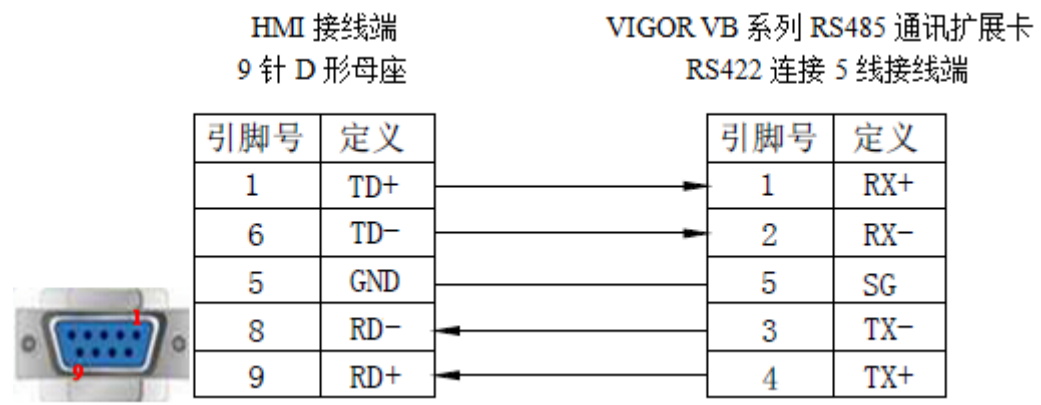 HMI 接线端
9 针 D 形母座
VIGOR VB 系列 RS485 通讯扩展卡
RS422 连接 5 线接线端
引脚号 定义 引脚号 定义
1 TD+ 1 RX+
6 TD- 2 RX-
5 GND 5 SG
8 RD- 3 TX-
9 RD+ 4 TX+
1
9